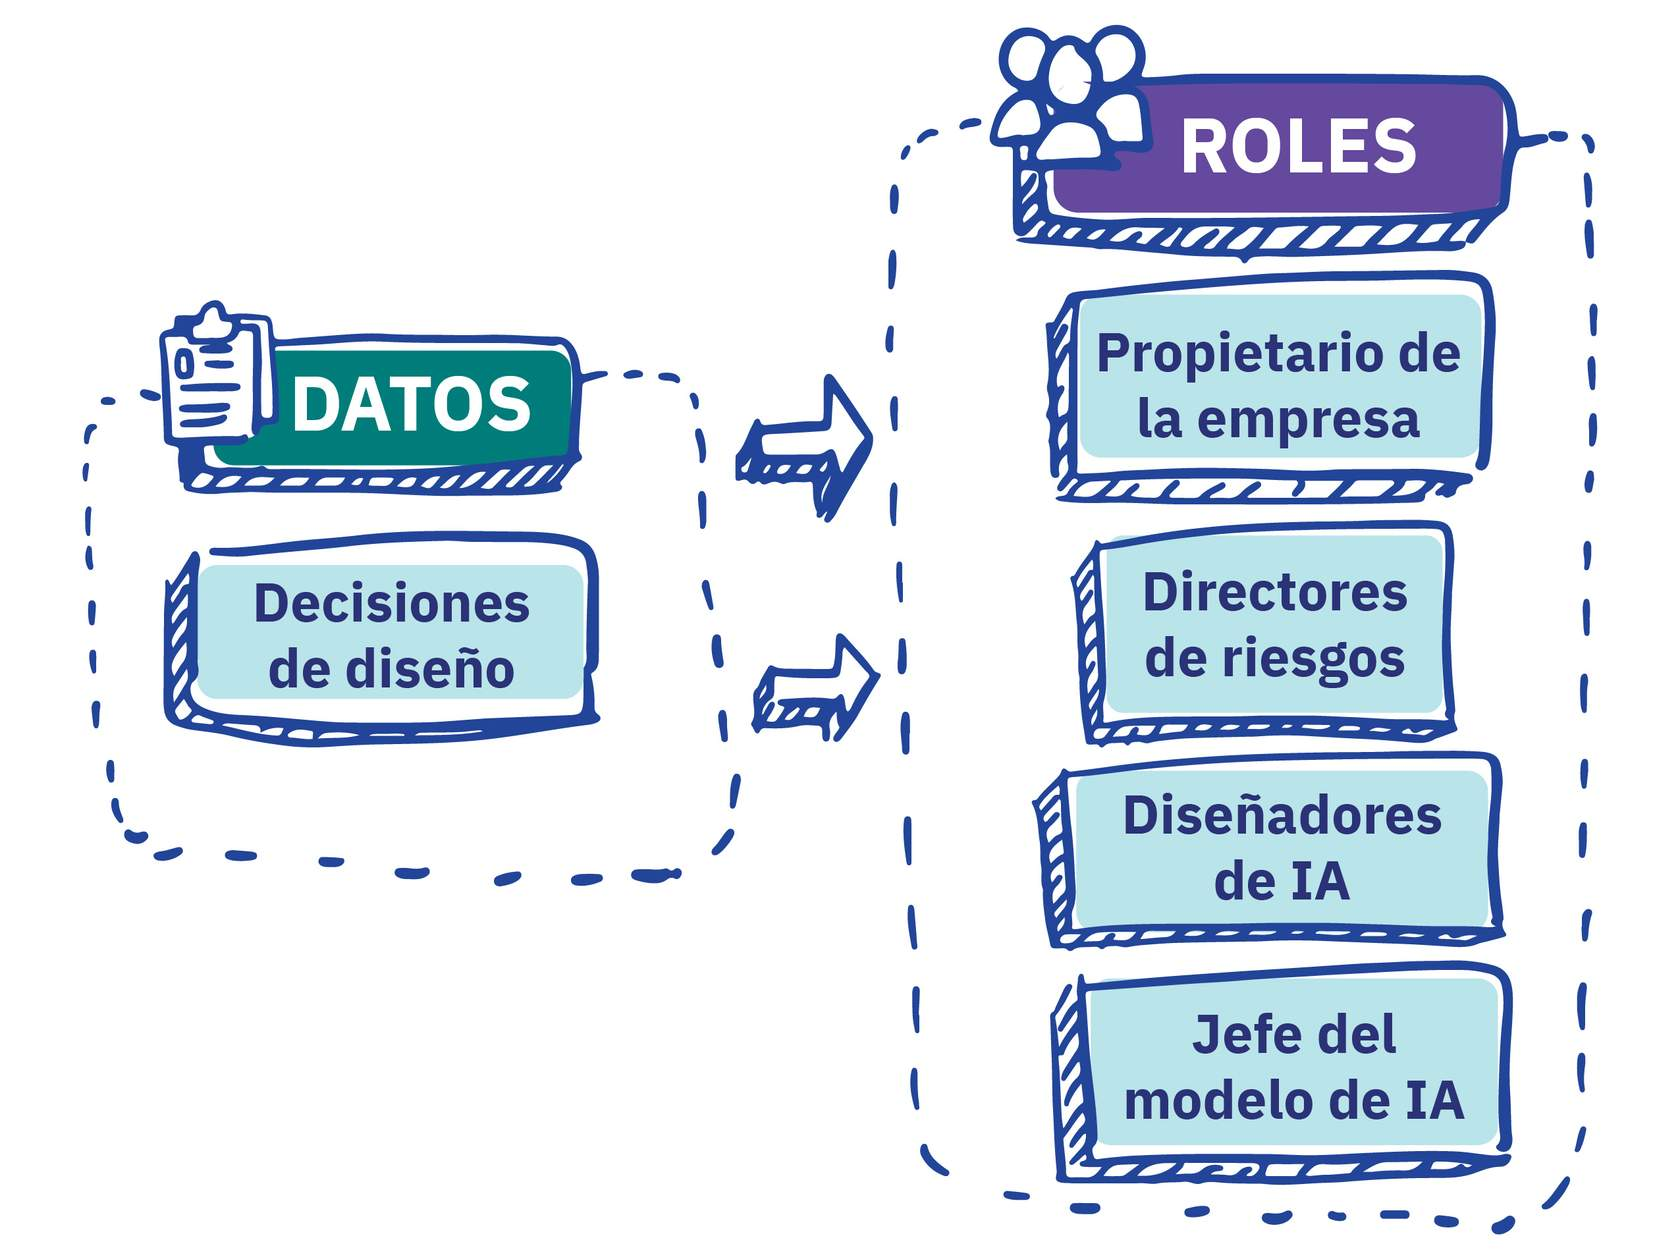 DATOS
Decisiones
de diseño
ROLES
Propietario de
la empresa
Directores
de riesgos
Diseñadores
de IA
Jefe del
modelo de IA